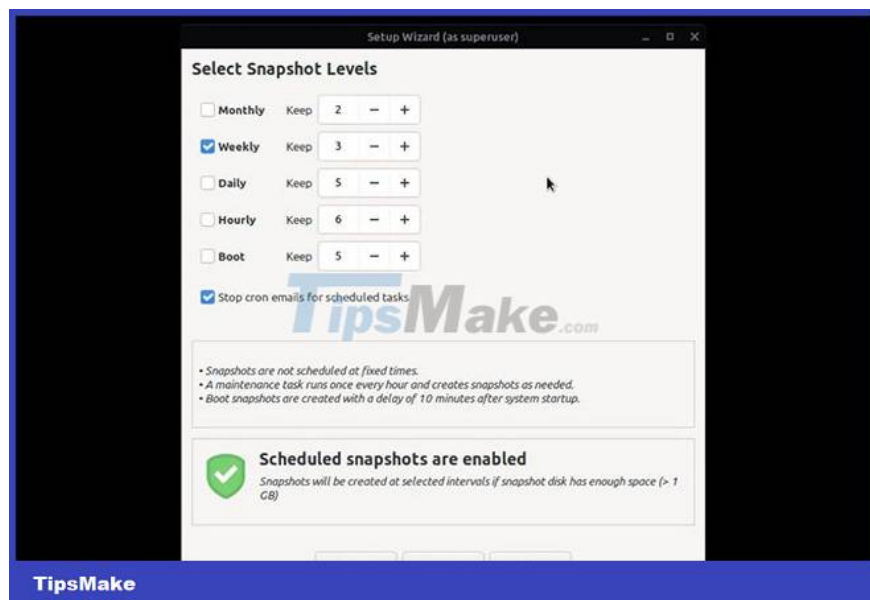 Setup Wizard (as superuser)
Select Snapshot Levels
Monthly Keep 2 − +
Weekly Keep 3 − +
Daily Keep 5 − +
Hourly Keep 6 − +
Boot Keep 5 − +
Stop cron emails for scheduled tasks
TipsMake.com
• Snapshots are not scheduled at fixed times.
• A maintenance task runs once every hour and creates snapshots as needed.
• Boot snapshots are created with a delay of 10 minutes after system startup.
Scheduled snapshots are enabled
Snapshots will be created at selected intervals if snapshot disk has enough space (> 1
GB)
TipsMake